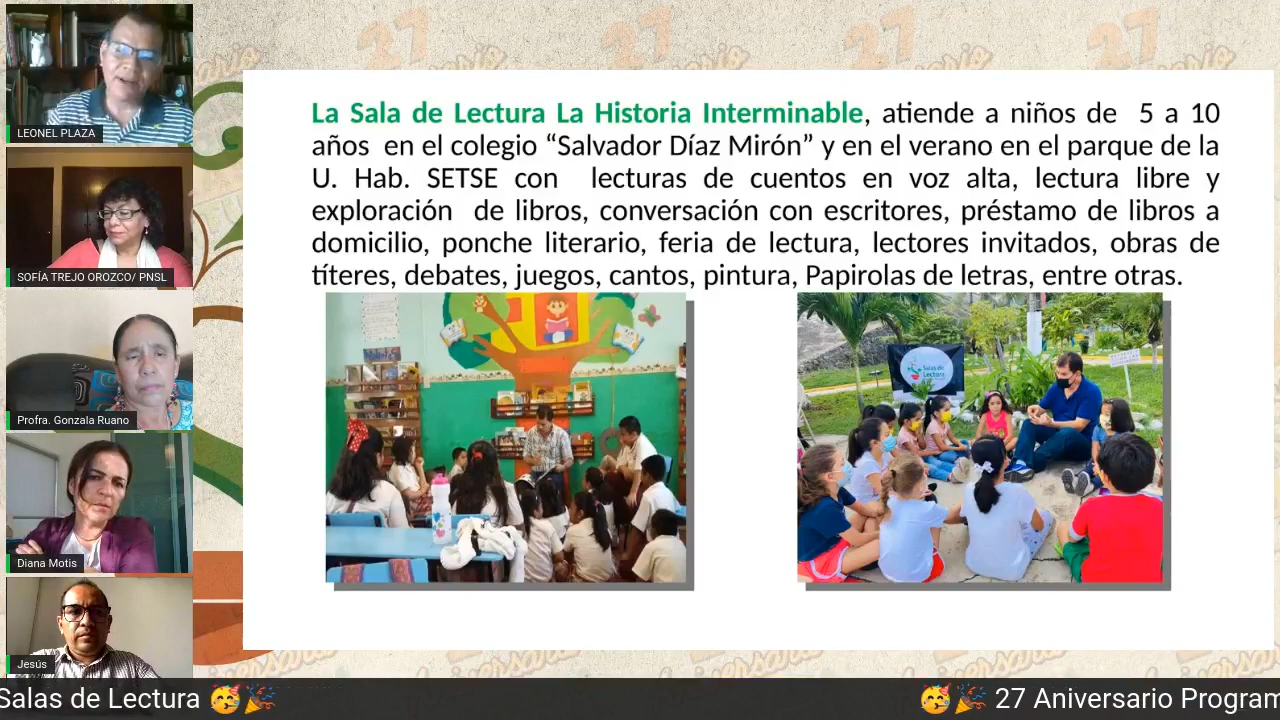 LEONEL PLAZA
SOFÍA TREJO OROZCO/ PNSL
Profra. Gonzala Ruano
Diana Motis
Jesús
La Sala de Lectura La Historia Interminable, atiende a niños de 5 a 10
años en el colegio “Salvador Díaz Mirón” y en el verano en el parque de la
U. Hab. SETSE con lecturas de cuentos en voz alta, lectura libre y
exploración de libros, conversación con escritores, préstamo de libros a
domicilio, ponche literario, feria de lectura, lectores invitados, obras de
títeres, debates, juegos, cantos, pintura, Papirolas de letras, entre otras.
Salas de
Lectura
Salas de Lectura 🥳🎉 🥳🎉 27 Aniversario Program